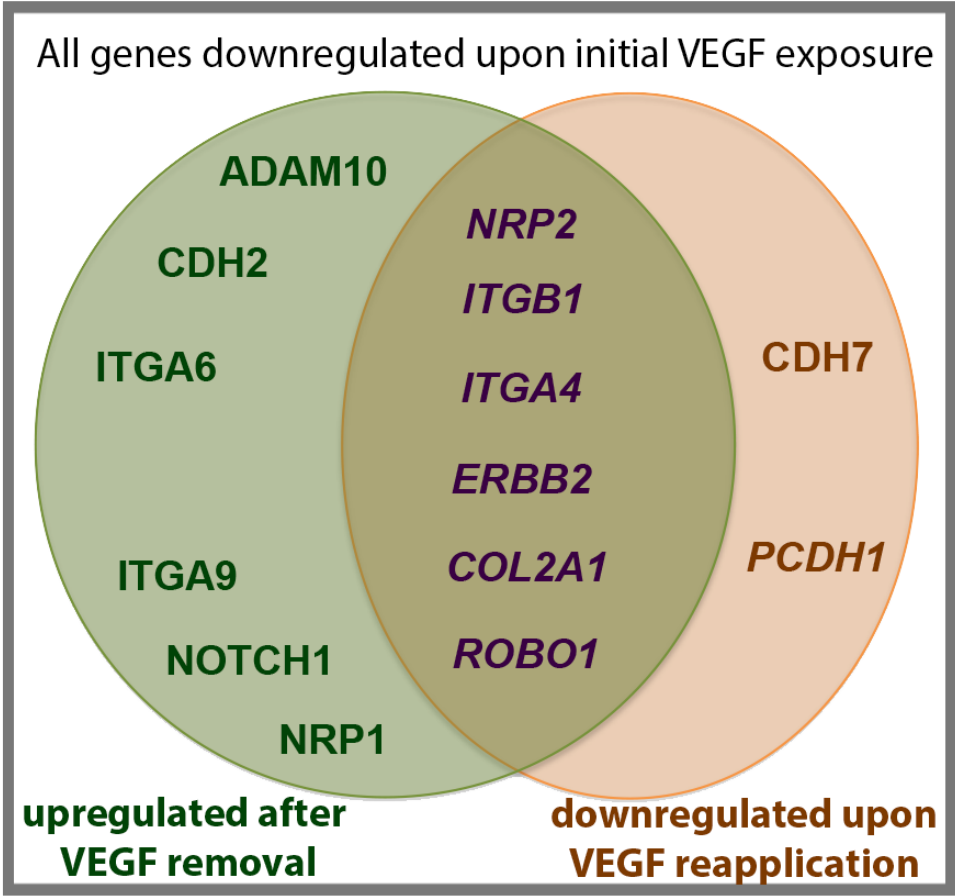 All genes downregulated upon initial VEGF exposure
ADAM10
CDH2
ITGA6
ITGA9
NOTCH1
NRP1
NRP2
ITGB1
ITGA4
ERBB2
COL2A1
ROBO1
CDH7
PCDH1
upregulated after
VEGF removal
downregulated upon
VEGF reapplication